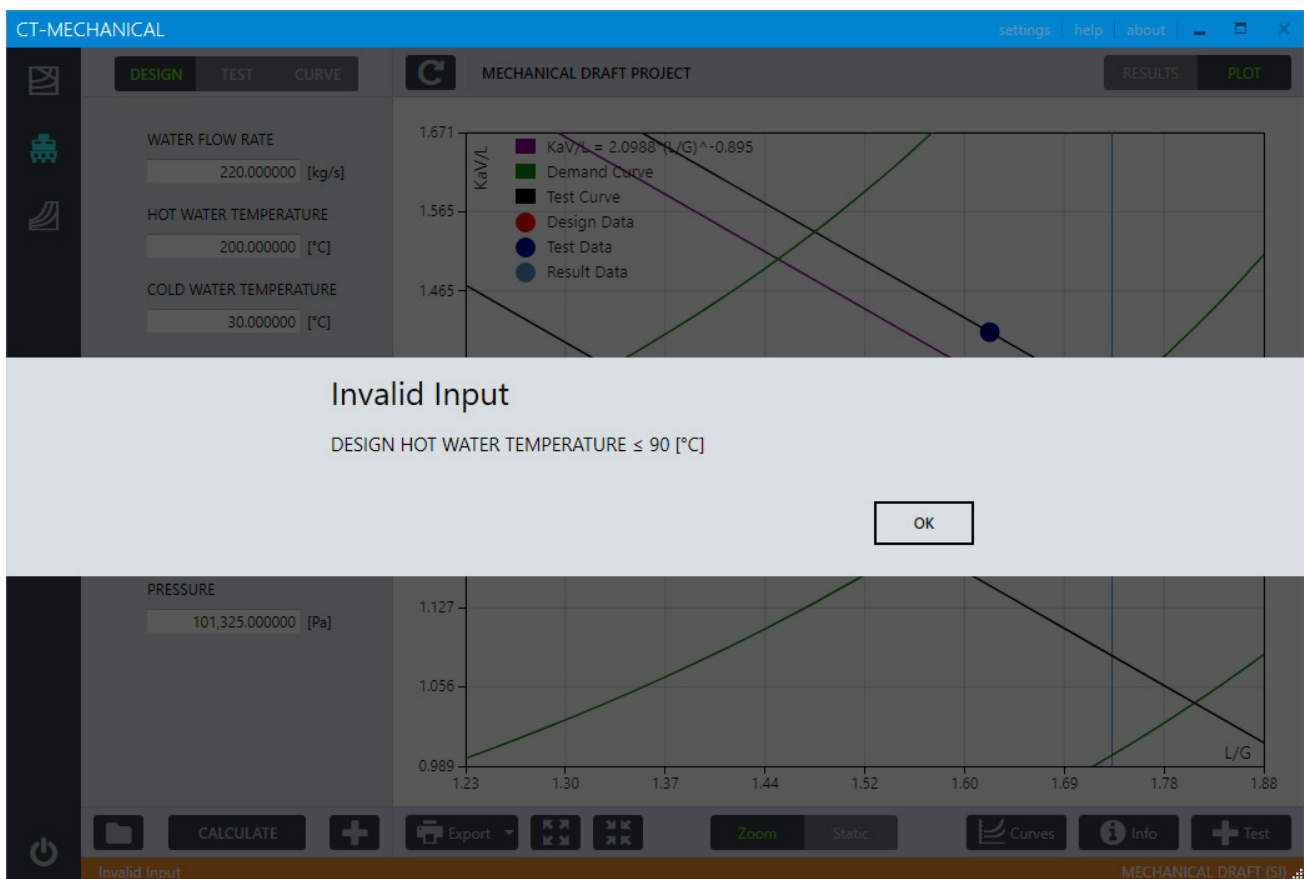 CT-MECHANICAL
settings help about
DESIGN TEST CURVE
MECHANICAL DRAFT PROJECT
RESULTS PLOT
WATER FLOW RATE
220.000000 [kg/s]
HOT WATER TEMPERATURE
200.000000 [°C]
COLD WATER TEMPERATURE
30.000000 [°C]
1.671
KaV/L
KaV/L = 2.0988 (L/G)^-0.895
Demand Curve
Test Curve
Design Data
Test Data
Result Data
1.565
1.465
Invalid Input
DESIGN HOT WATER TEMPERATURE ≤ 90 [°C]
OK
PRESSURE
101,325.000000 [Pa]
1.127
1.056
0.989
L/G
1.23 1.30 1.37 1.44 1.52 1.60 1.69 1.78 1.88
CALCULATE
Export
Zoom Static
Curves
Info
Test
Invalid Input
MECHANICAL DRAFT (SI)